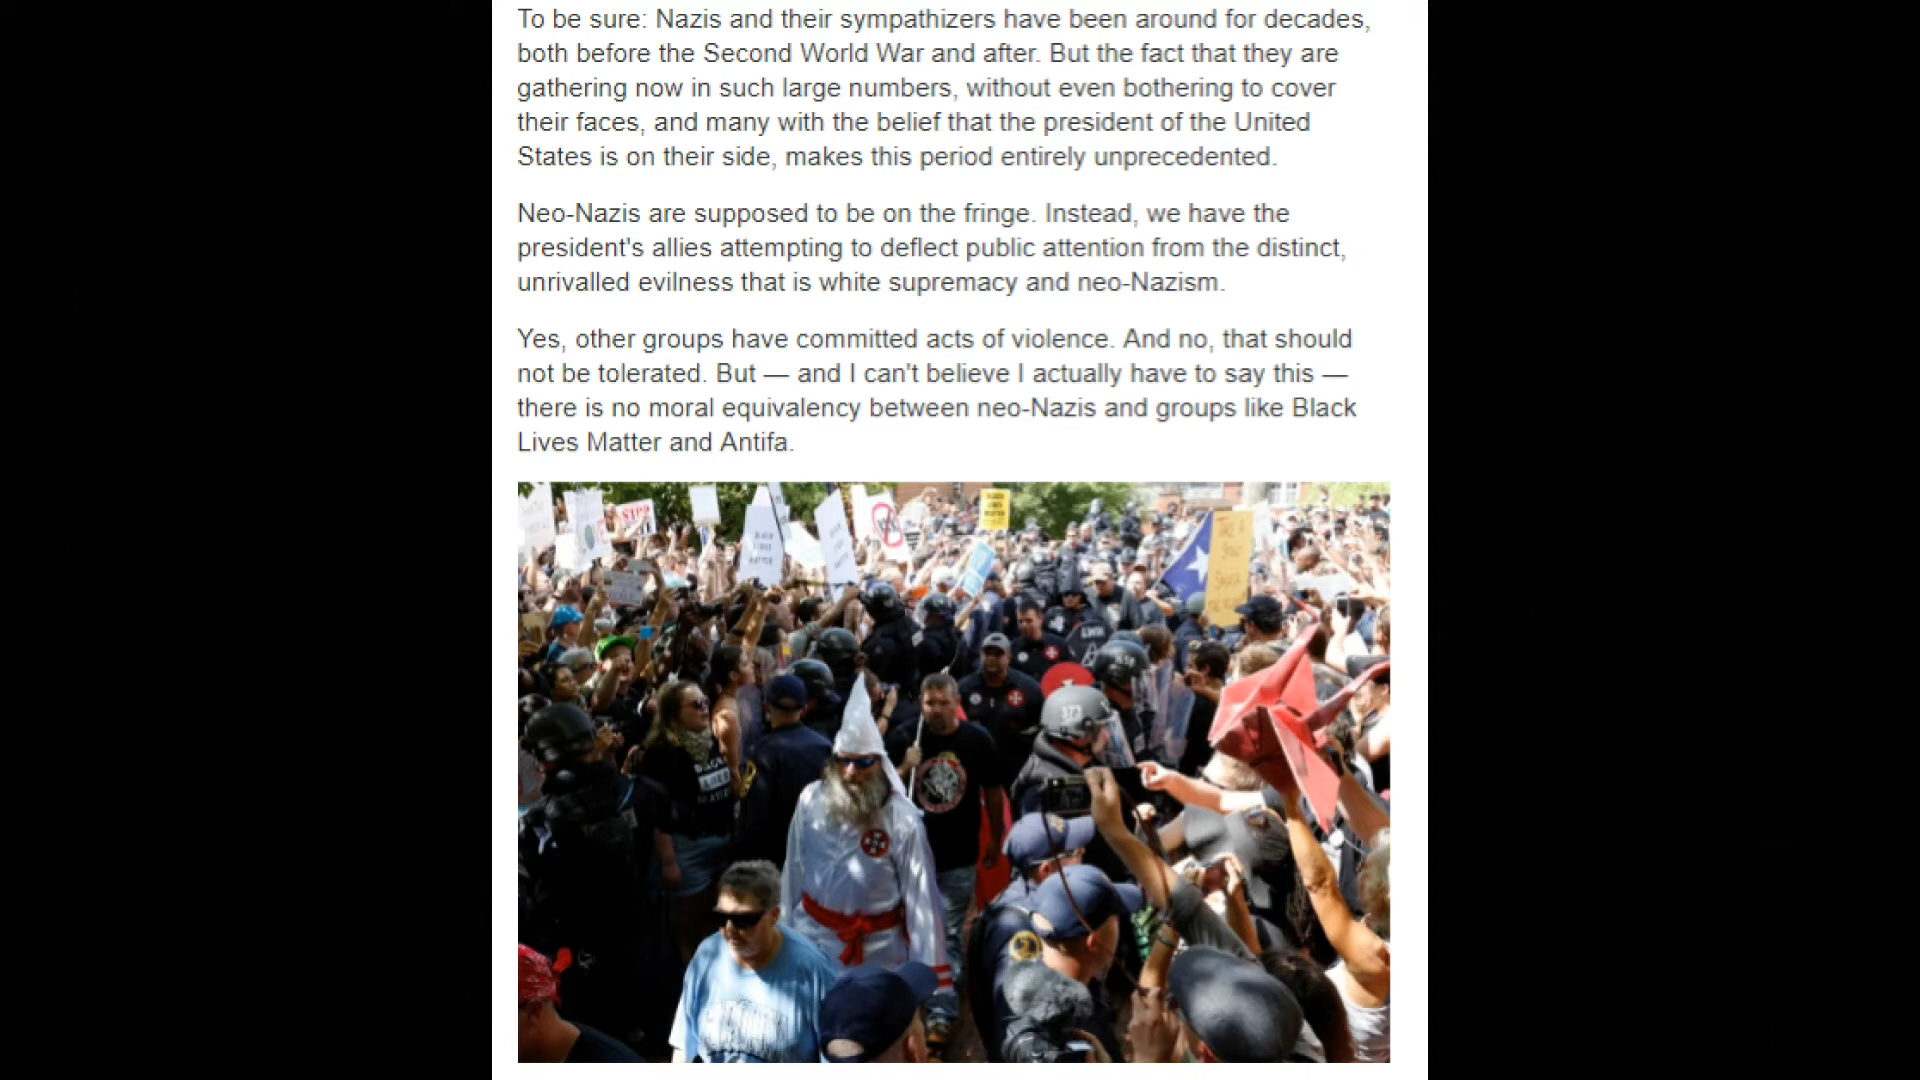 To be sure: Nazis and their sympathizers have been around for decades,
both before the Second World War and after. But the fact that they are
gathering now in such large numbers, without even bothering to cover
their faces, and many with the belief that the president of the United
States is on their side, makes this period entirely unprecedented.
Neo-Nazis are supposed to be on the fringe. Instead, we have the
president's allies attempting to deflect public attention from the distinct,
unrivalled evilness that is white supremacy and neo-Nazism.
Yes, other groups have committed acts of violence. And no, that should
not be tolerated. But — and I can't believe I actually have to say this —
there is no moral equivalency between neo-Nazis and groups like Black
Lives Matter and Antifa.
STOP
BLACK
LIVES
MATTER
373